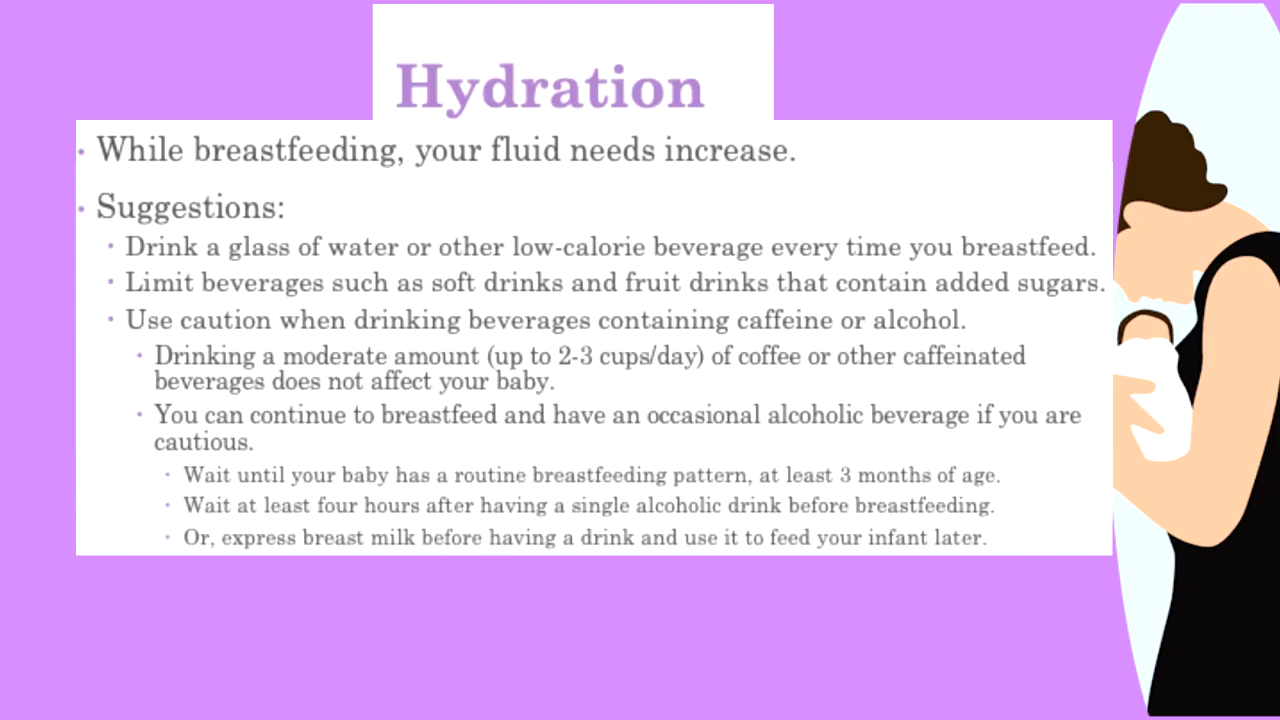 Hydration
• While breastfeeding, your fluid needs increase.
• Suggestions:
• Drink a glass of water or other low-calorie beverage every time you breastfeed.
• Limit beverages such as soft drinks and fruit drinks that contain added sugars.
• Use caution when drinking beverages containing caffeine or alcohol.
• Drinking a moderate amount (up to 2-3 cups/day) of coffee or other caffeinated
beverages does not affect your baby.
• You can continue to breastfeed and have an occasional alcoholic beverage if you are
cautious.
• Wait until your baby has a routine breastfeeding pattern, at least 3 months of age.
• Wait at least four hours after having a single alcoholic drink before breastfeeding.
• Or, express breast milk before having a drink and use it to feed your infant later.